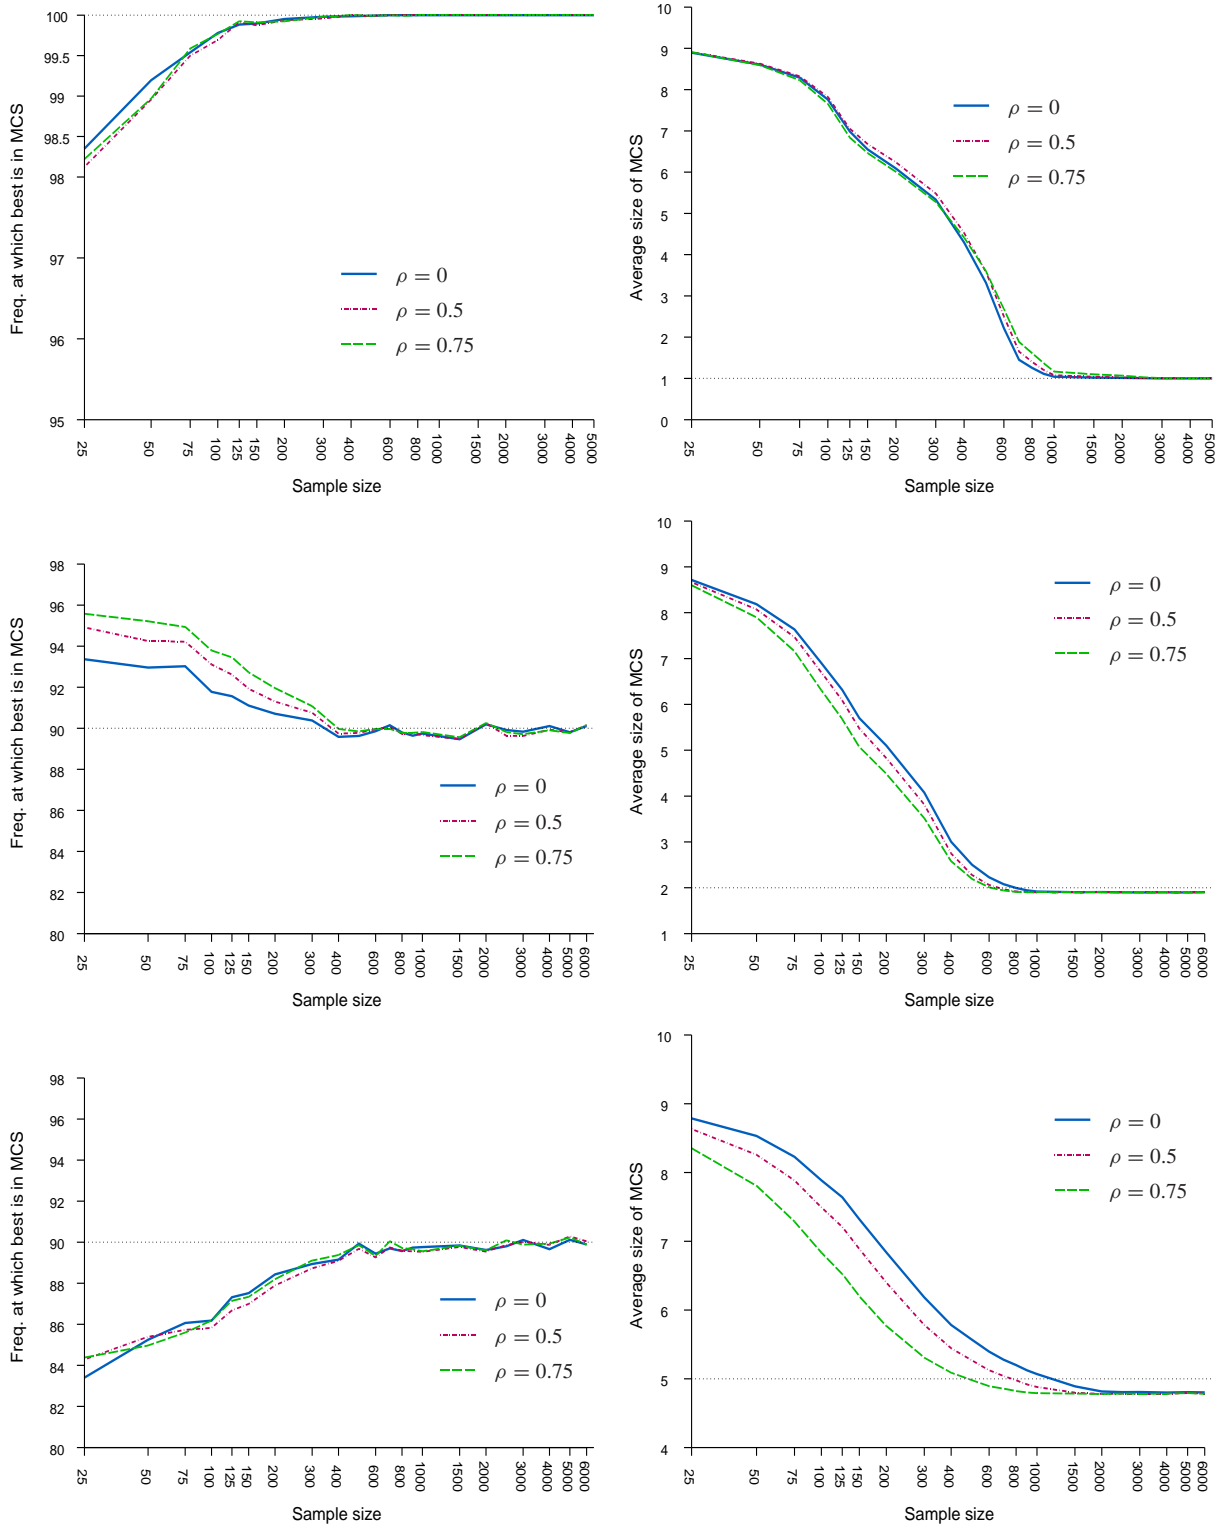 100
99.5
99
98.5
98
97
96
95
Freq. at which best is in MCS
ρ = 0
ρ = 0.5
ρ = 0.75
25 50 75 100 125 150 200 300 400 600 800 1000 2000 3000 4000 5000
Sample size
10
9
8
7
6
5
4
3
2
1
0
Average size of MCS
ρ = 0
ρ = 0.5
ρ = 0.75
25 50 75 100 125 150 200 300 400 600 800 1000 2000 3000 4000 5000
Sample size
98
96
94
92
90
88
86
84
82
80
Freq. at which best is in MCS
ρ = 0
ρ = 0.5
ρ = 0.75
25 50 75 100 125 150 200 300 400 600 800 1000 1500 2000 3000 4000 5000 6000
Sample size
10
9
8
7
6
5
4
3
2
1
Average size of MCS
ρ = 0
ρ = 0.5
ρ = 0.75
25 50 75 100 125 150 200 300 400 600 800 1000 1500 2000 3000 4000 5000 6000
Sample size
98
96
94
92
90
88
86
84
82
80
Freq. at which best is in MCS
ρ = 0
ρ = 0.5
ρ = 0.75
25 50 75 100 125 150 200 300 400 600 800 1000 1500 2000 3000 4000 5000 6000
Sample size
10
9
8
7
6
5
4
Average size of MCS
ρ = 0
ρ = 0.5
ρ = 0.75
25 50 75 100 125 150 200 300 400 600 800 1000 1500 2000 3000 4000 5000 6000
Sample size